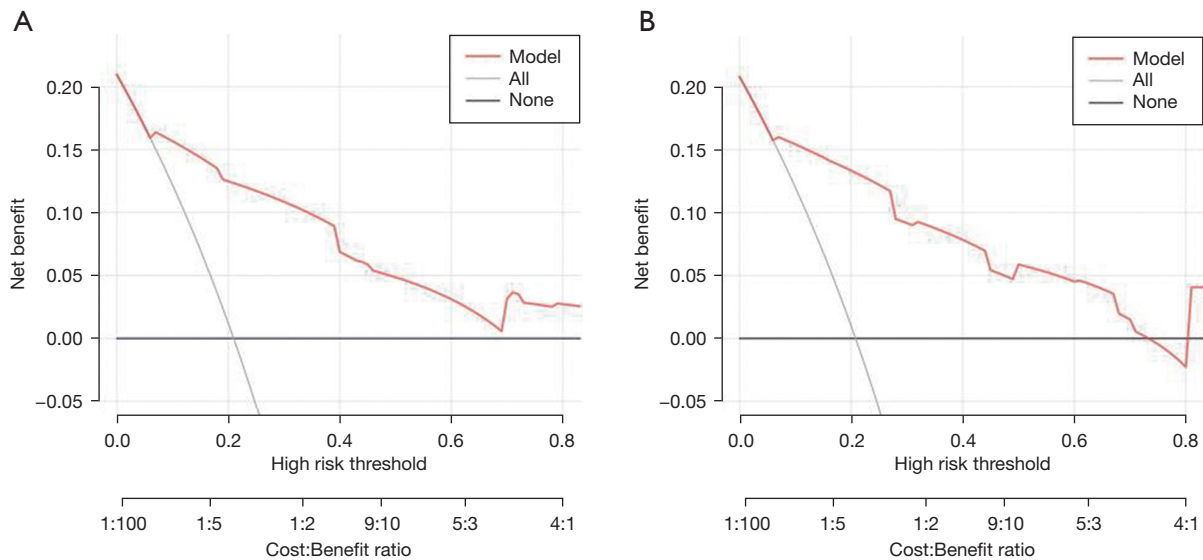 A
Model
All
None
0.20
0.15
0.10
0.05
0.00
−0.05
Net benefit
0.0 0.2 0.4 0.6 0.8
High risk threshold
1:100 1:5 1:2 9:10 5:3 4:1
Cost:Benefit ratio
B
Model
All
None
0.20
0.15
0.10
0.05
0.00
−0.05
Net benefit
0.0 0.2 0.4 0.6 0.8
High risk threshold
1:100 1:5 1:2 9:10 5:3 4:1
Cost:Benefit ratio